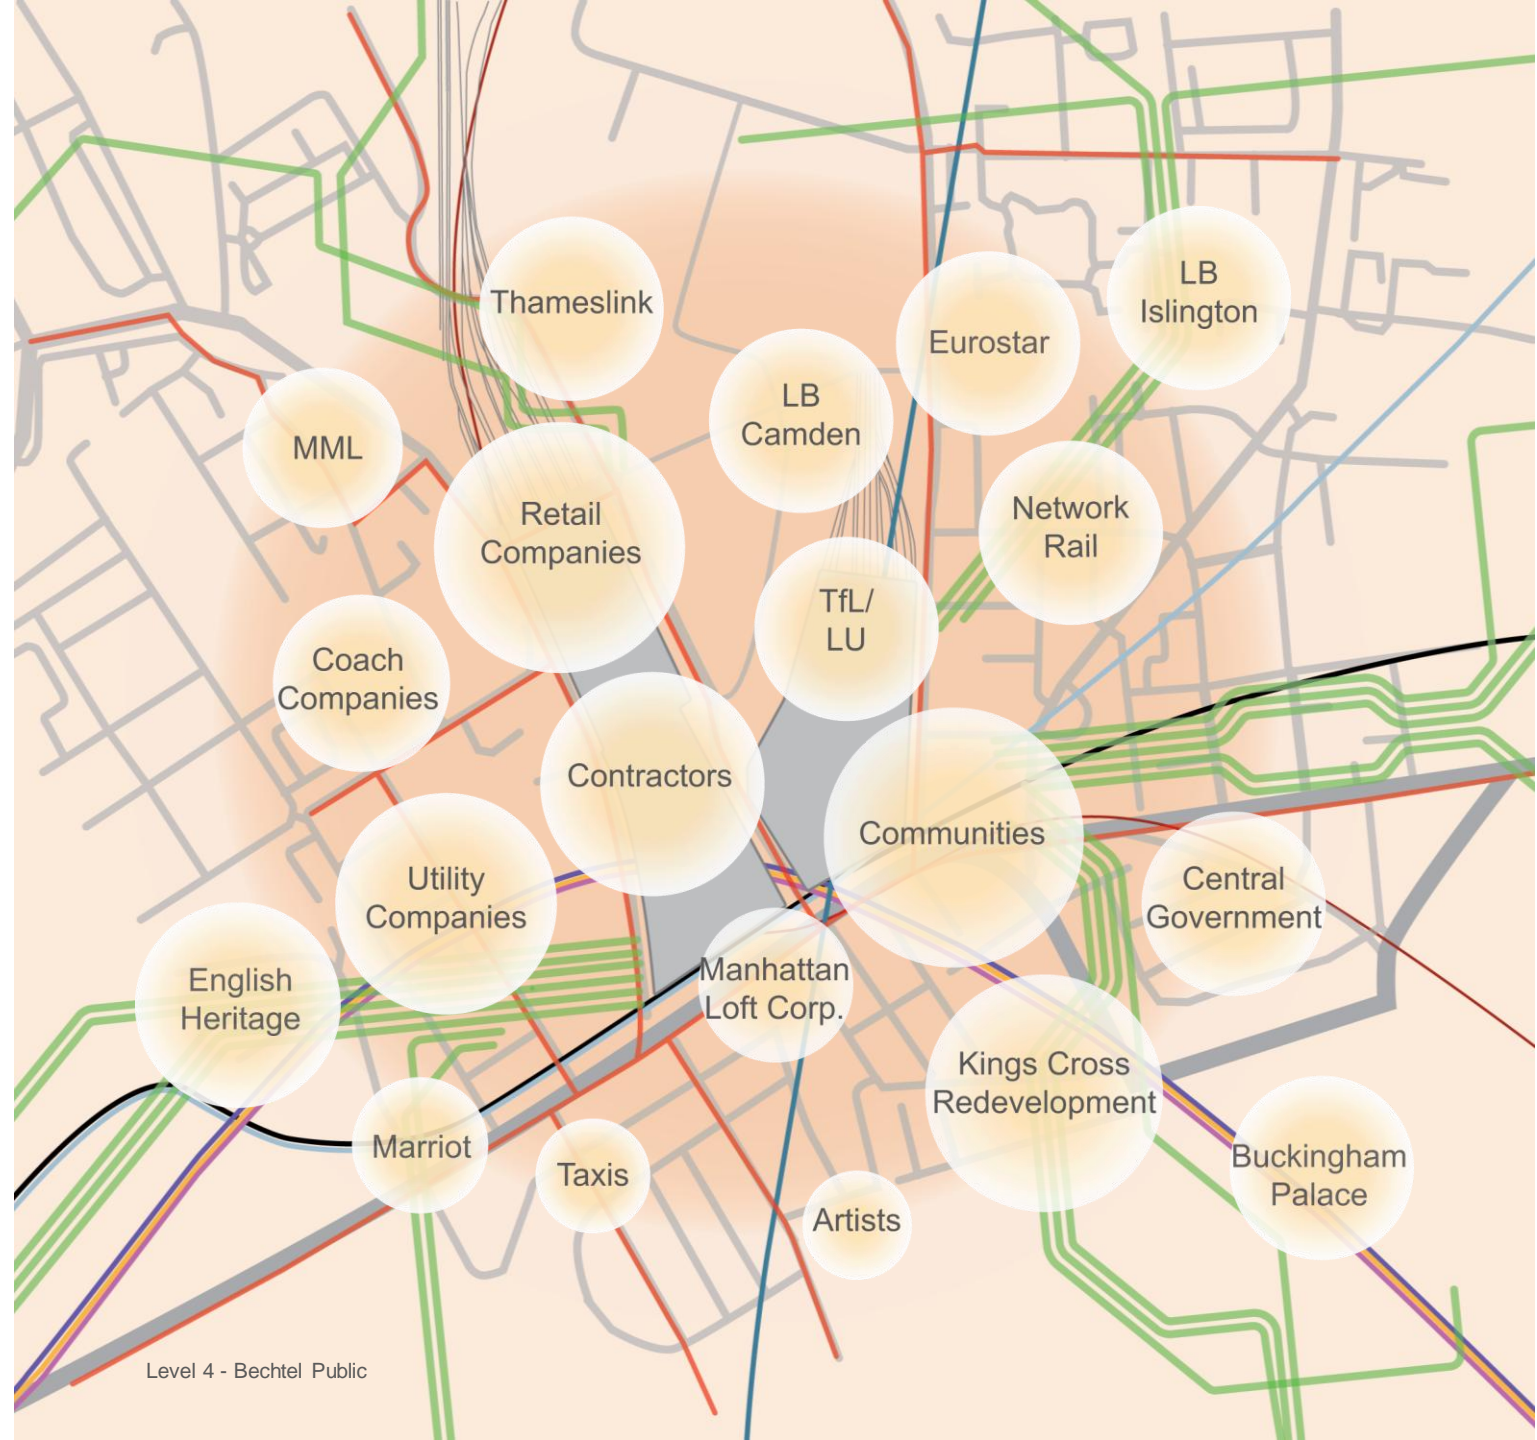 Thameslink
LB
Islington
Eurostar
LB
Camden
MML
Network
Rail
Retail
Companies
TfL/
LU
Coach
Companies
Contractors
Communities
Utility
Companies
Central
Government
English
Heritage
Manhattan
Loft Corp.
Kings Cross
Redevelopment
Marriot
Taxis
Buckingham
Palace
Artists
Level 4 - Bechtel Public